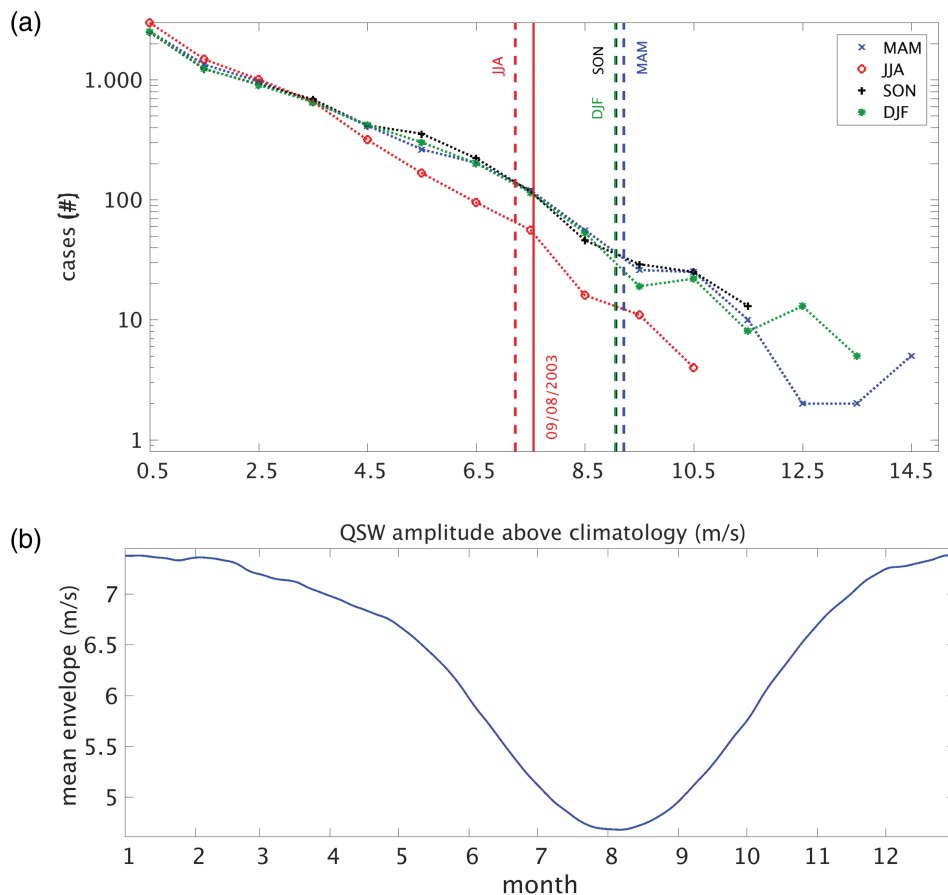 (a)
cases (#)
1.000
100
10
1
JJA
09/08/2003
DJF
SON
MAM
MAM
JJA
SON
DJF
0.5 2.5 4.5 6.5 8.5 10.5 12.5 14.5
(b)
QSW amplitude above climatology (m/s)
mean envelope (m/s)
7
6.5
6
5.5
5
1 2 3 4 5 6 7 8 9 10 11 12
month